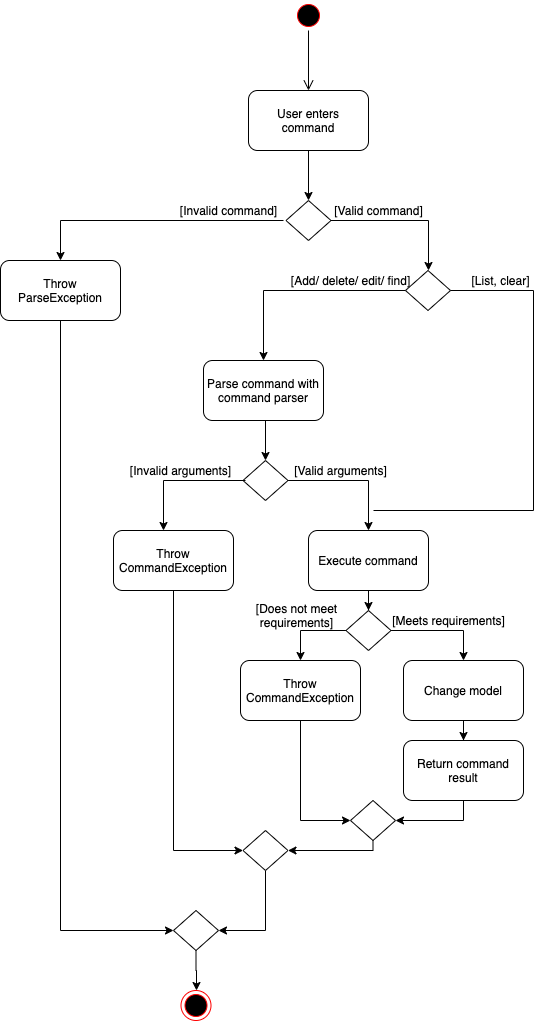 User enters
command
[Invalid command]
[Valid command]
Throw
ParseException
[Add/ delete/ edit/ find]
[List, clear]
Parse command with
command parser
[Invalid arguments]
[Valid arguments]
Throw
CommandException
Execute command
[Does not meet
requirements]
[Meets requirements]
Throw
CommandException
Change model
Return command
result